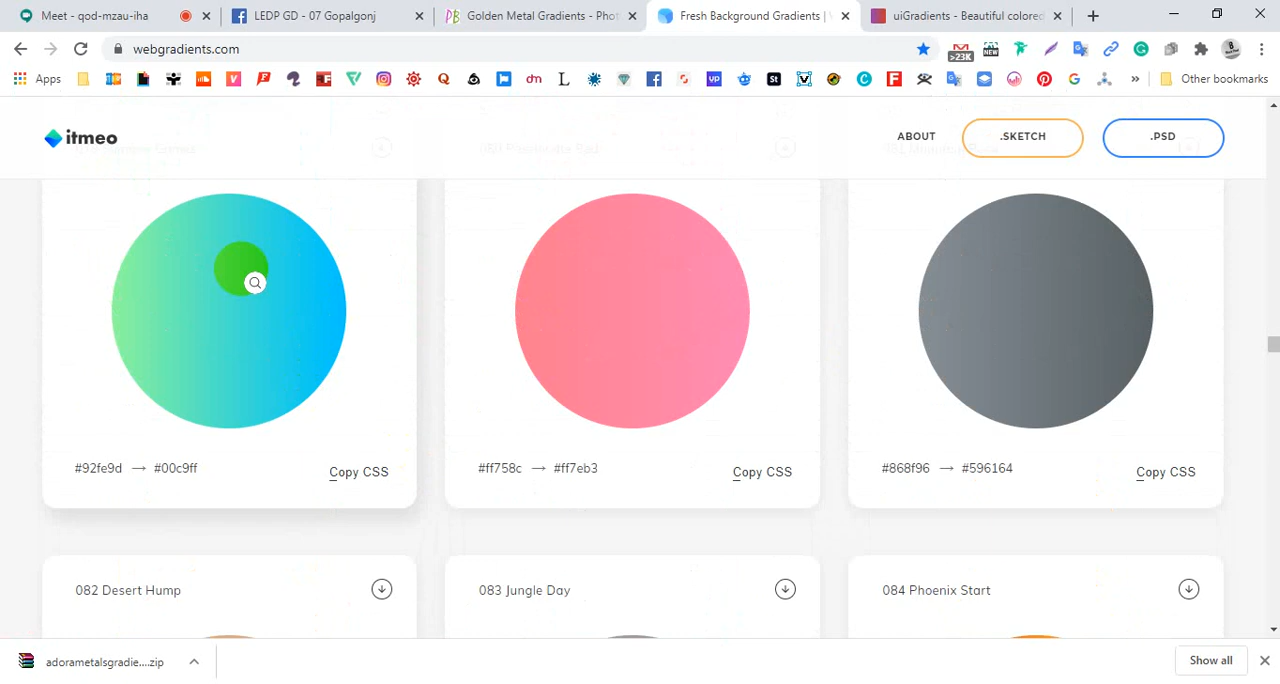 Meet - qod-mzau-iha
LEDP GD - 07 Gopalgonj
Golden Metal Gradients - Phot
Fresh Background Gradients |
uiGradients - Beautiful colored
webgradients.com
>23K
NEW
Apps
Other bookmarks
itmeo
ABOUT
.SKETCH
.PSD
#92fe9d → #00c9ff
Copy CSS
#ff758c → #ff7eb3
Copy CSS
#868f96 → #596164
Copy CSS
082 Desert Hump
083 Jungle Day
084 Phoenix Start
adorametalsgradie....zip
Show all